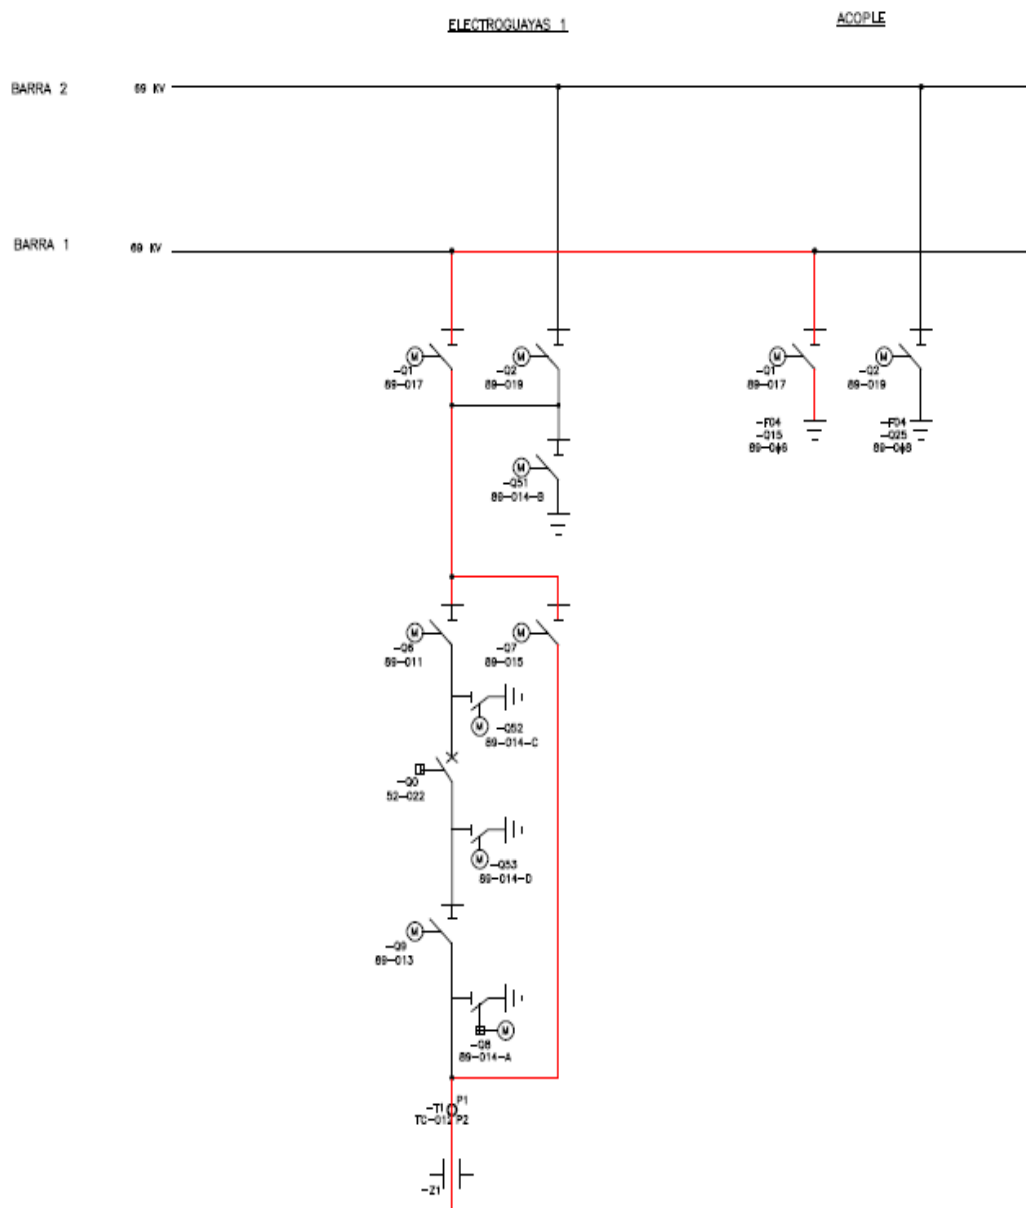 ELECTROGUAYAS 1
ACOPLE
BARRA 2
69 KV
BARRA 1
69 KV
M
-Q1
89-017
M
-Q2
89-019
M
-Q1
89-017
M
-Q2
89-019
-F04
-Q15
-F04
-Q25
M
-Q51
89-014-B
M
-Q6
89-011
M
-Q7
89-015
M
-Q52
89-014-C
-Q0
52-022
M
-Q53
89-014-D
M
-Q9
89-013
M
-Q8
89-014-A
-T1
P1
TC-012
P2
-Z1